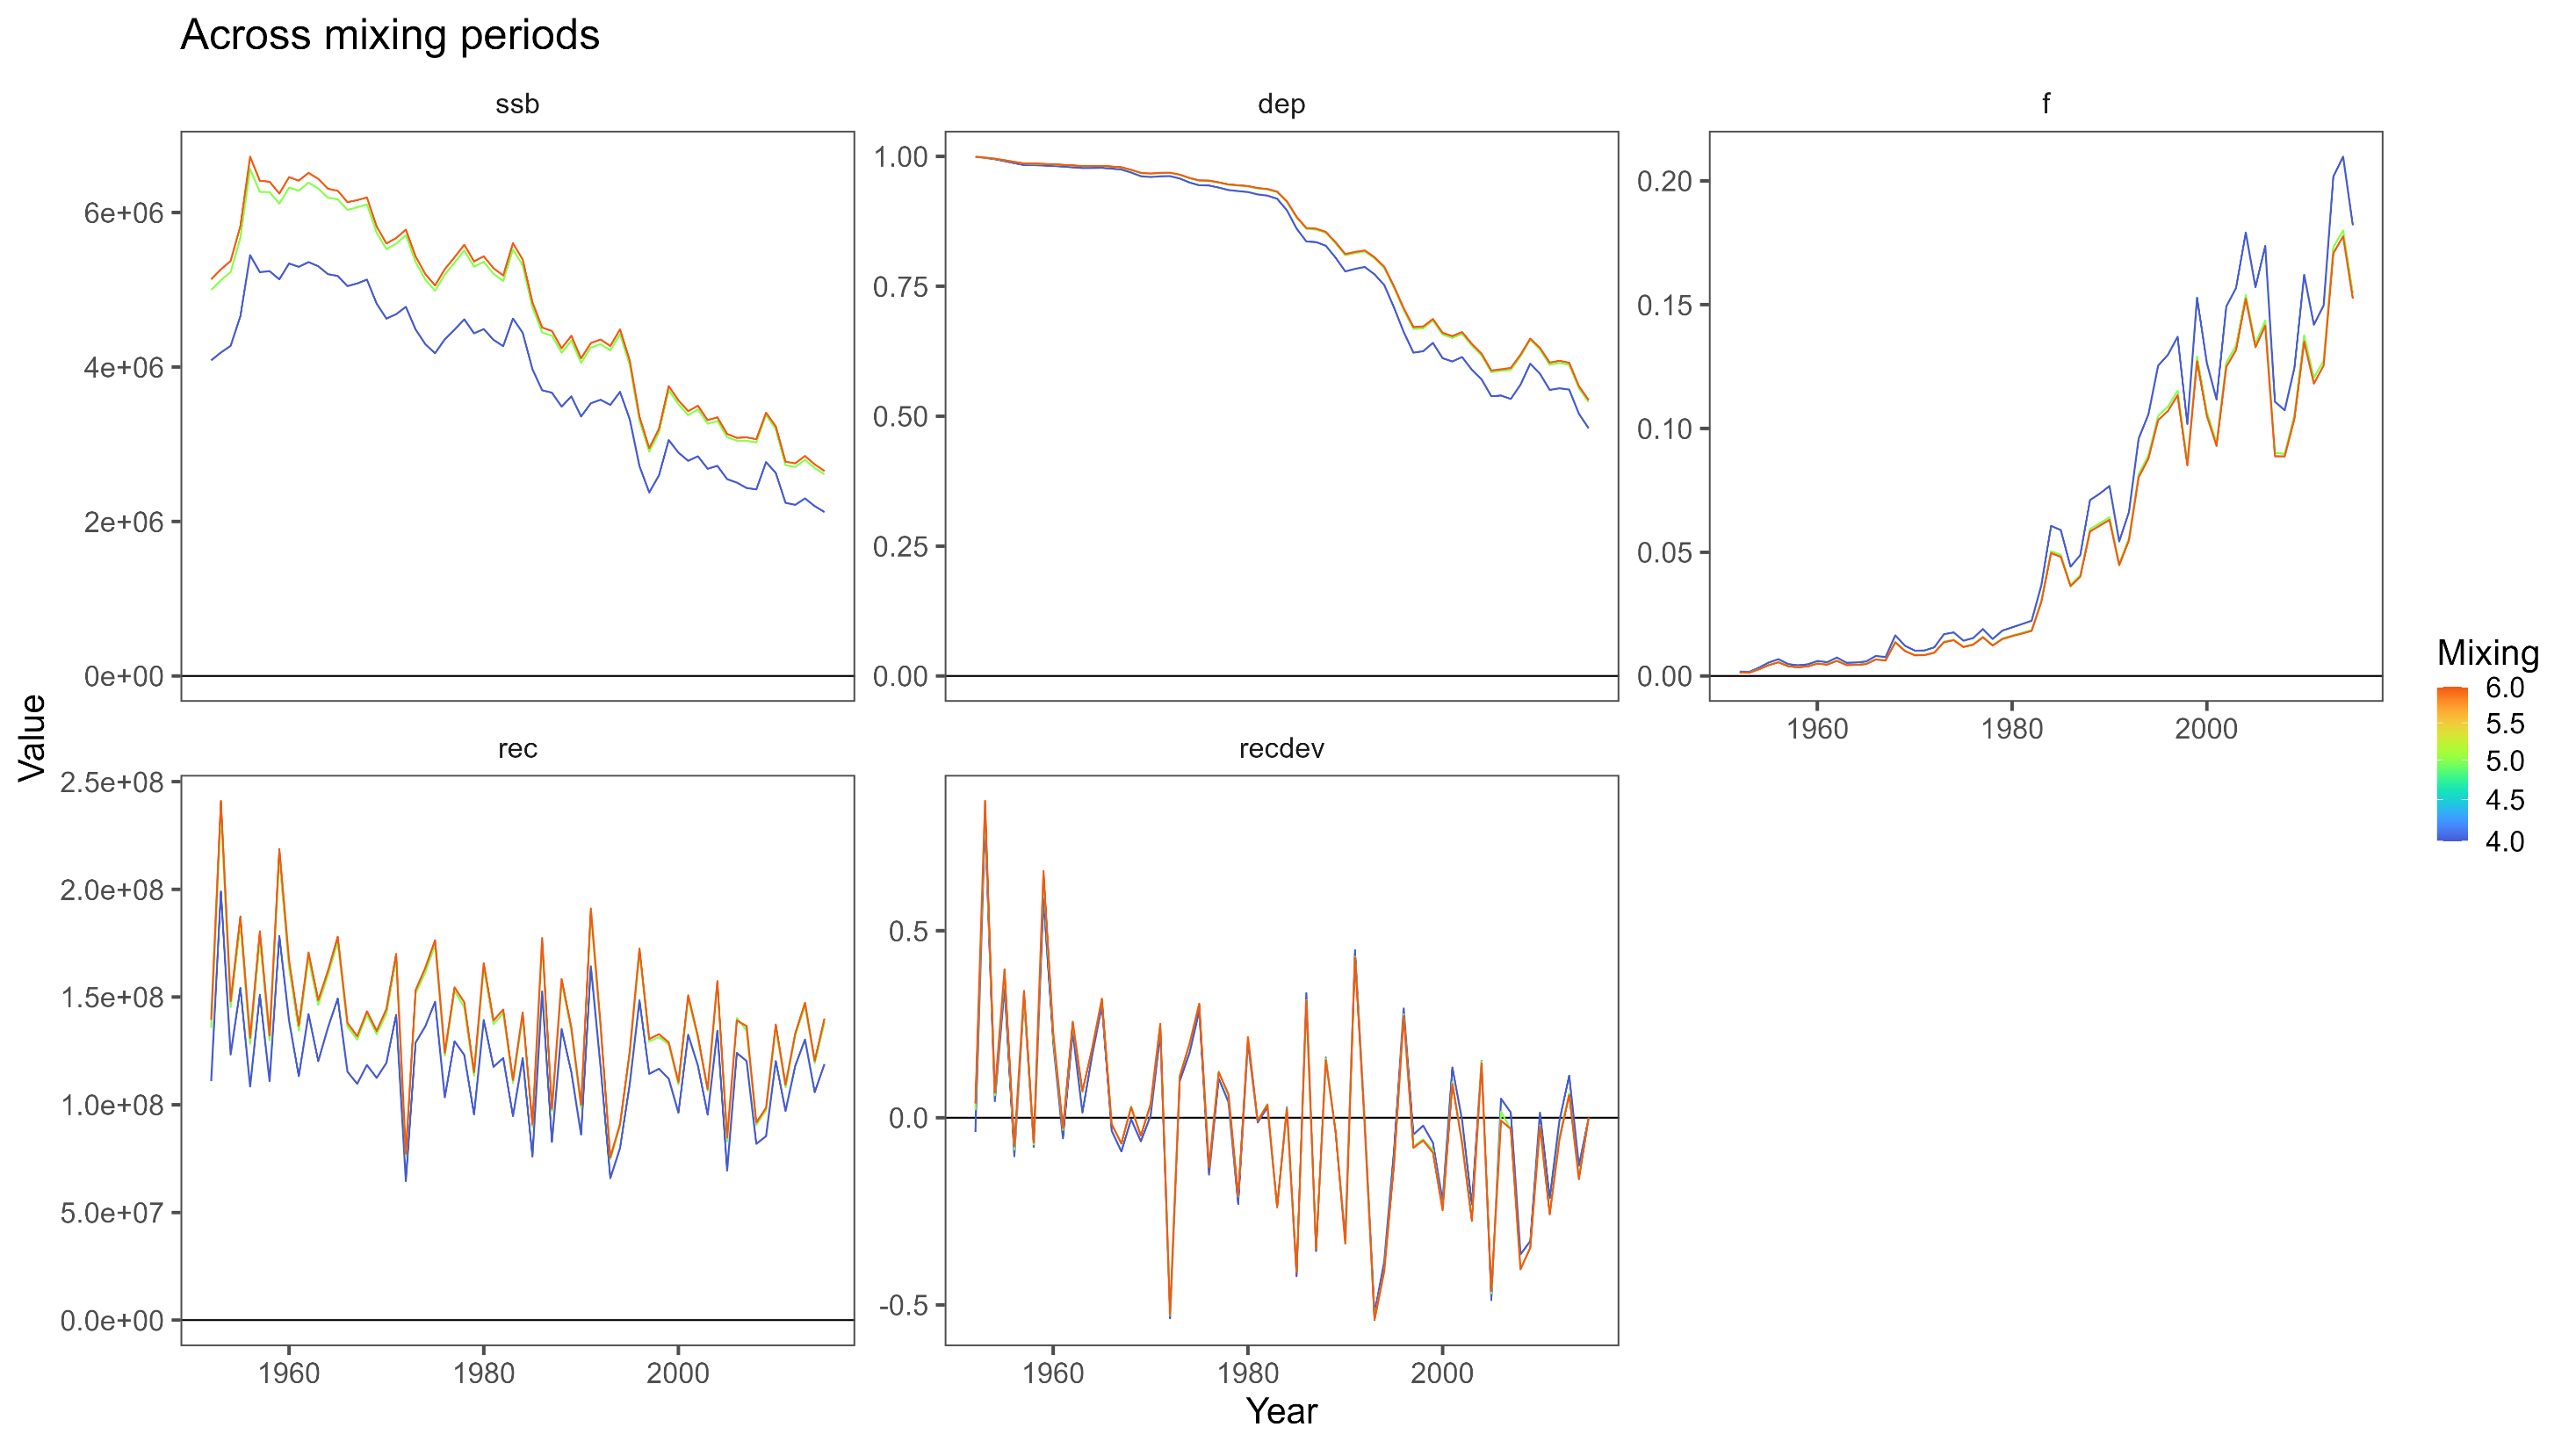 Across mixing periods
ssb
dep
f
6e+06
4e+06
2e+06
0e+00
1.00
0.75
0.50
0.25
0.00
0.20
0.15
0.10
0.05
0.00
1960
1980
2000
Value
rec
recdev
2.5e+08
2.0e+08
1.5e+08
1.0e+08
5.0e+07
0.0e+00
0.5
0.0
-0.5
1960
1980
2000
1960
1980
2000
Year
Mixing
6.0
5.5
5.0
4.5
4.0